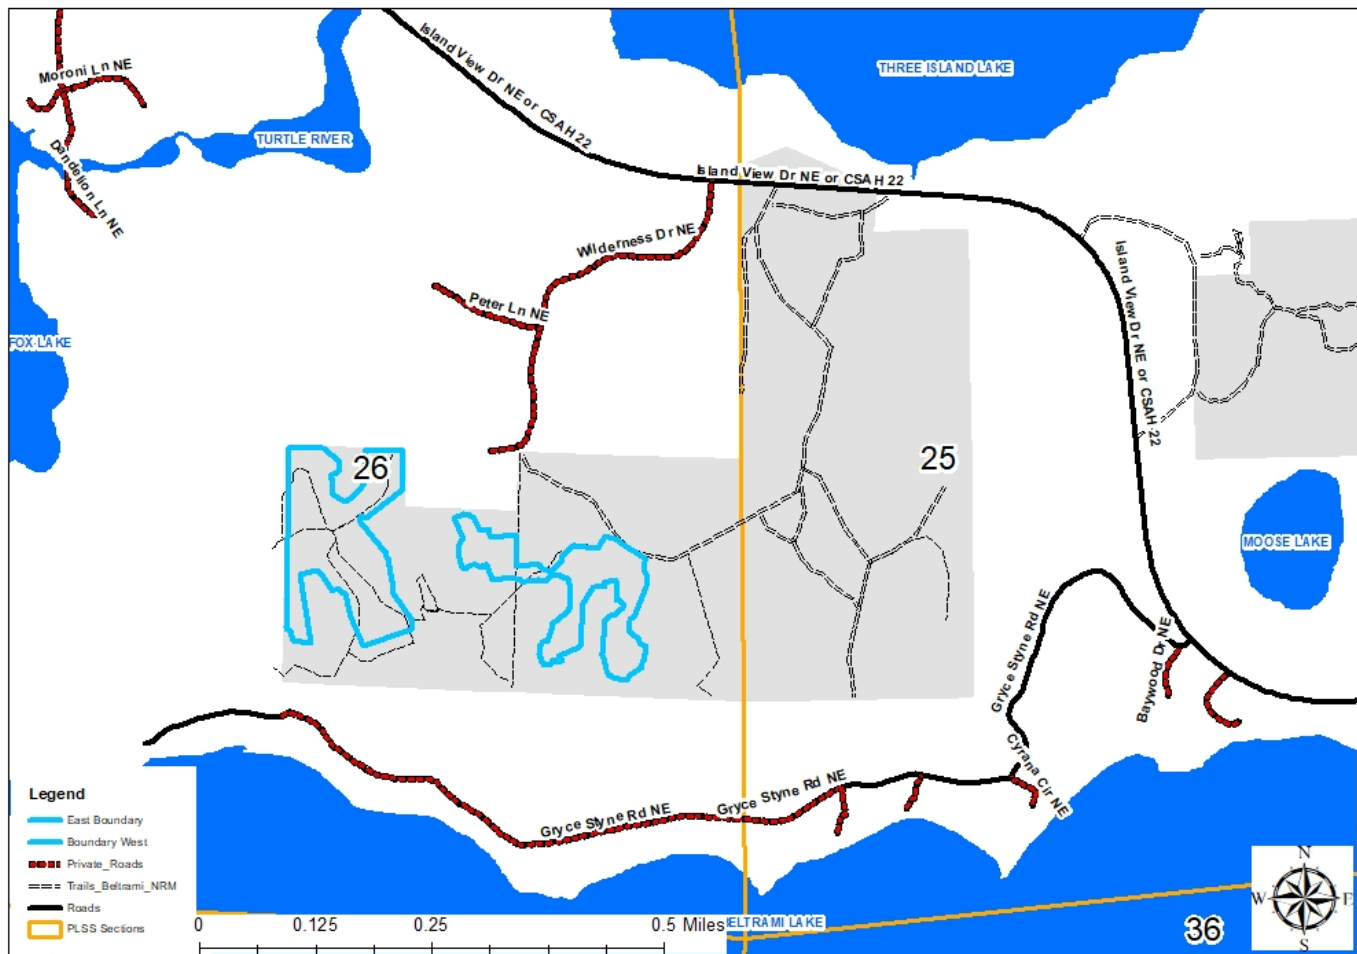 THREE ISLAND LAKE
Island View Dr NE or CSAH 22
Moroni Ln NE
TURTLE RIVER
Dandelion Ln NE
Island View Dr NE or CSAH 22
Wilderness Dr NE
Peter Ln NE
Island View Dr NE or CSAH 22
FOX LAKE
26
25
MOOSE LAKE
Gryce Styne Rd NE
Baywood Dr NE
Cyrana Cir NE
Gryce Styne Rd NE
Gryce Styne Rd NE
Legend
East Boundary
Boundary West
Private_Roads
Trails_Beltrami_NRM
Roads
PLSS Sections
0 0.125 0.25 0.5 Miles
BELTRAMI LAKE
36
N
W E
S